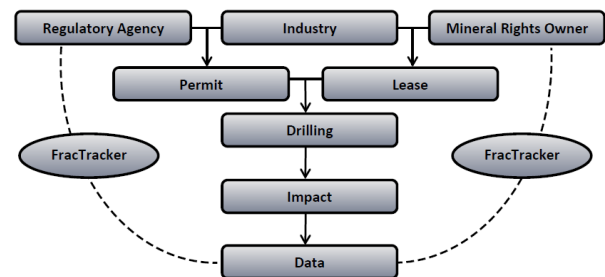 Regulatory Agency
Industry
Mineral Rights Owner
Permit
Lease
Drilling
FracTracker
FracTracker
Impact
Data